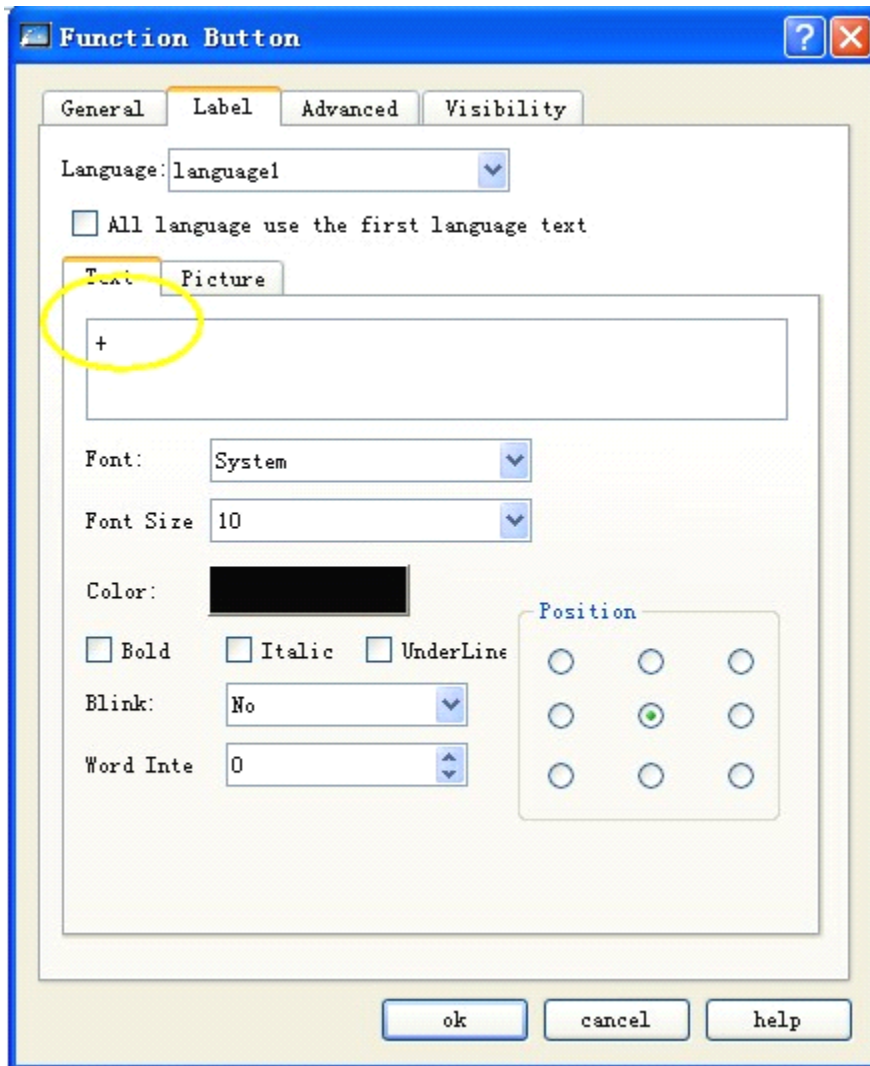 Function Button
General Label Advanced Visibility
Language: language1
All language use the first language text
Text Picture
+
Font: System
Font Size 10
Color:
Position
Bold Italic UnderLine
Blink: No
Word Inte 0
ok cancel help